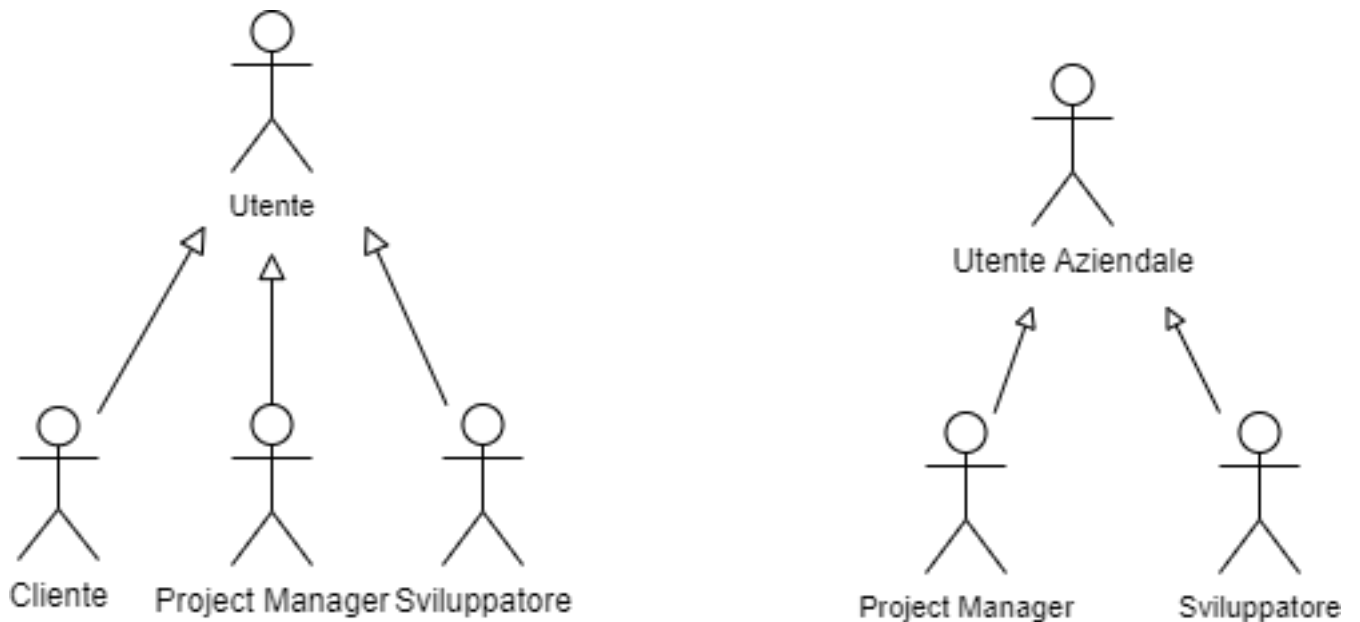 Utente
Utente Aziendale
Cliente
Project Manager
Sviluppatore
Project Manager
Sviluppatore